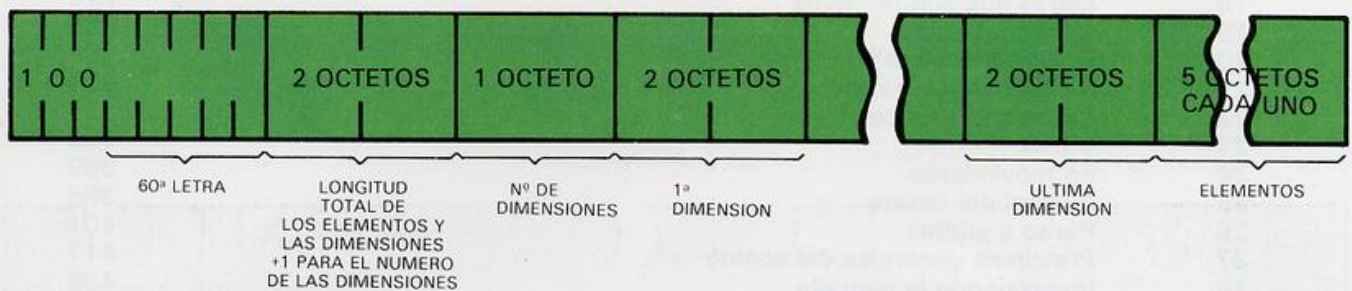 1 0 0
2 OCTETOS
1 OCTETO
2 OCTETOS
2 OCTETOS
5 OCTETOS
CADA UNO
60ª LETRA
LONGITUD
TOTAL DE
LOS ELEMENTOS Y
LAS DIMENSIONES
+1 PARA EL NUMERO
DE LAS DIMENSIONES
Nº DE
DIMENSIONES
1ª
DIMENSION
ULTIMA
DIMENSION
ELEMENTOS